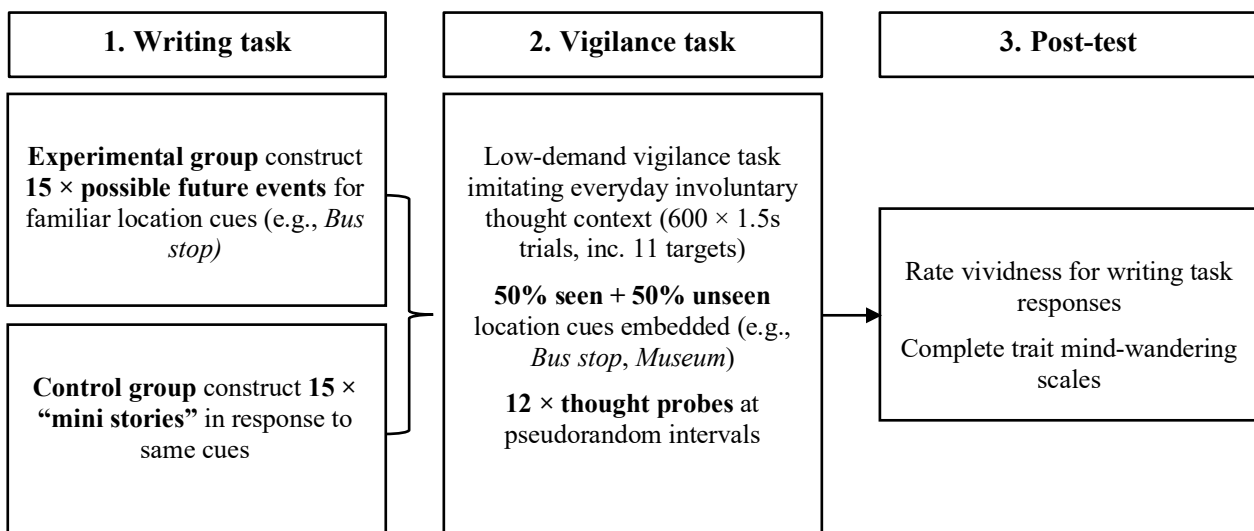 1. Writing task
Experimental group construct
15 × possible future events for
familiar location cues (e.g., Bus
stop)
Control group construct 15 ×
“mini stories” in response to
same cues
2. Vigilance task
Low-demand vigilance task
imitating everyday involuntary
thought context (600 × 1.5s
trials, inc. 11 targets)
50% seen + 50% unseen
location cues embedded (e.g.,
Bus stop, Museum)
12 × thought probes at
pseudorandom intervals
3. Post-test
Rate vividness for writing task
responses
Complete trait mind-wandering
scales